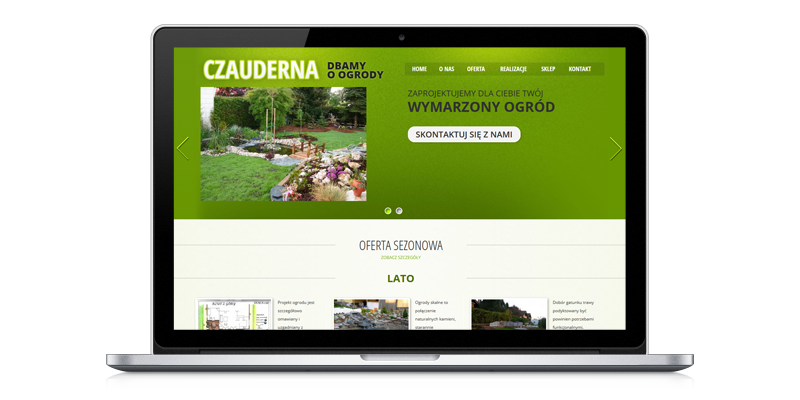 CZAUDERNA
DBAMY
O OGRODY
HOME O NAS OFERTA REALIZACJE SKLEP KONTAKT
ZAPROJEKTUJEMY DLA CIEBIE TWÓJ
WYMARZONY OGRÓD
SKONTAKTUJ SIĘ Z NAMI
OFERTA SEZONOWA
ZOBACZ SZCZEGÓŁY
LATO
Projekt ogrodu jest
szczegółowo
omawiany i
uzgadniany z
Ogrody skalne to
połączenie
naturalnych kamieni,
starannie
Dobór gatunku trawy
podyktowany być
powinien potrzebami
funkcjonalnymi,